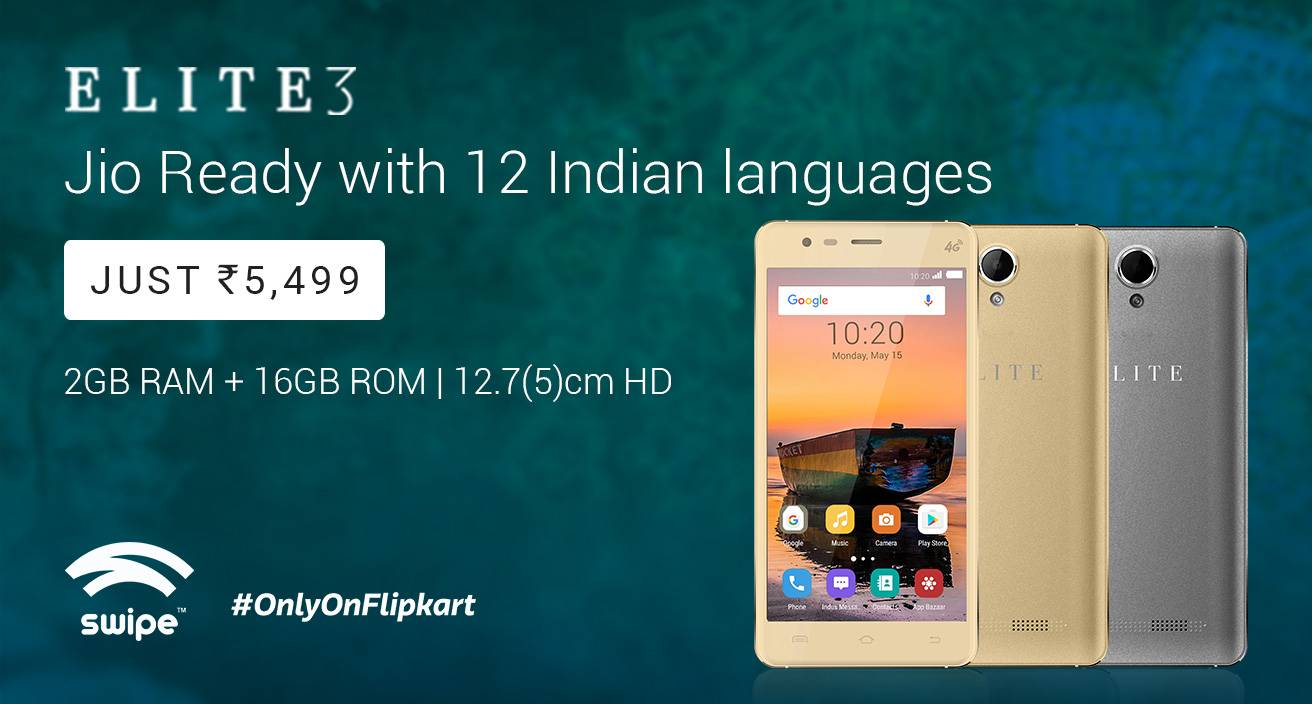 ELITE3
Jio Ready with 12 Indian languages
JUST ₹5,499
2GB RAM + 16GB ROM | 12.7(5)cm HD
swipe™
#OnlyOnFlipkart
4G
10:20
Google
10:20
Monday, May 15
Google Music Camera Play Store
Phone Indus Messa... Contacts App Bazaar
LITE
LITE